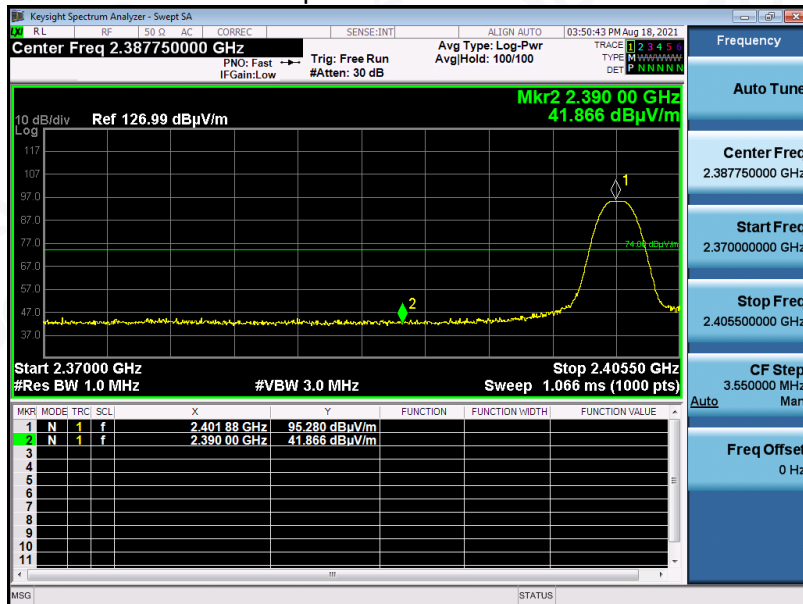 Keysight Spectrum Analyzer - Swept SA
LXI RL RF 50 Ω AC CORREC SENSE:INT ALIGN AUTO 03:50:43 PM Aug 18, 2021
Center Freq 2.387750000 GHz
PNO: Fast
IFGain:Low
Trig: Free Run
#Atten: 30 dB
Avg Type: Log-Pwr
Avg|Hold: 100/100
TRACE 1 2 3 4 5 6
TYPE M WWWWW
DET P N N N N N
Mkr2 2.390 00 GHz
41.866 dBµV/m
10 dB/div Ref 126.99 dBµV/m
Log
117
107
97.0
87.0
77.0
67.0
57.0
47.0
37.0
1
2
74.00 dBµV/m
Start 2.37000 GHz Stop 2.40550 GHz
#Res BW 1.0 MHz #VBW 3.0 MHz Sweep 1.066 ms (1000 pts)
MKR MODE TRC SCL X Y FUNCTION FUNCTION WIDTH FUNCTION VALUE
1 N 1 f 2.401 88 GHz 95.280 dBµV/m
2 N 1 f 2.390 00 GHz 41.866 dBµV/m
3
4
5
6
7
8
9
10
11
MSG STATUS
Frequency
Auto Tune
Center Freq
2.387750000 GHz
Start Freq
2.370000000 GHz
Stop Freq
2.405500000 GHz
CF Step
3.550000 MHz
Auto Man
Freq Offset
0 Hz